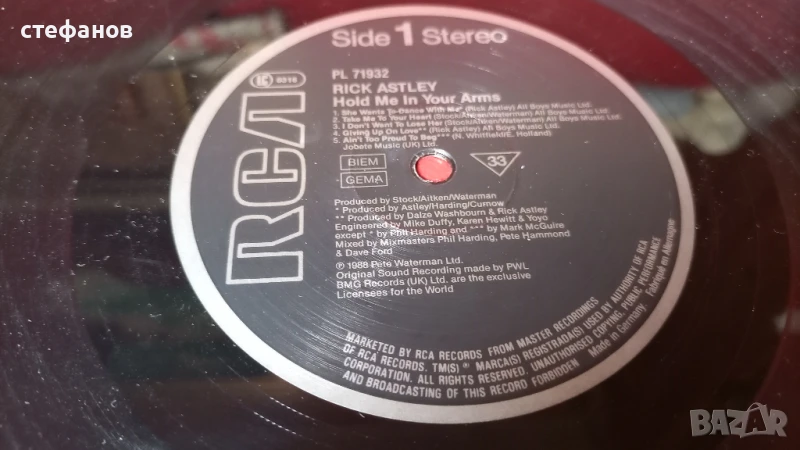 стефанов
Side 1 Stereo
LC 0316
PL 71932
RICK ASTLEY
Hold Me In Your Arms
1. She Wants To Dance With Me* (Rick Astley) All Boys Music Ltd.
2. Take Me To Your Heart (Stock/Aitken/Waterman) All Boys Music Ltd.
3. I Don't Want To Lose Her (Stock/Aitken/Waterman) All Boys Music Ltd.
4. Giving Up On Love** (Rick Astley) All Boys Music Ltd.
5. Ain't Too Proud To Beg*** (N. Whitfield/E. Holland)
Jobete Music (UK) Ltd.
RCA
BIEM
GEMA
33
Produced by Stock/Aitken/Waterman
* Produced by Astley/Harding/Curnow
** Produced by Daize Washbourn & Rick Astley
Engineered by Mike Duffy, Karen Hewitt & Yoyo
except * by Phil Harding and *** by Mark McGuire
Mixed by Mixmasters Phil Harding, Pete Hammond
& Dave Ford
℗ 1988 Pete Waterman Ltd.
Original Sound Recording made by PWL
BMG Records (UK) Ltd. are the exclusive
Licensees for the World
MARKETED BY RCA RECORDS FROM MASTER RECORDINGS
OF RCA RECORDS. TM(S) ® MARCA(S) REGISTRADA(S) USED BY AUTHORITY OF RCA
CORPORATION. ALL RIGHTS RESERVED. UNAUTHORISED COPYING, PUBLIC PERFORMANCE
AND BROADCASTING OF THIS RECORD FORBIDDEN
Made in Germany
Fabriqué en Allemagne
BAZAR